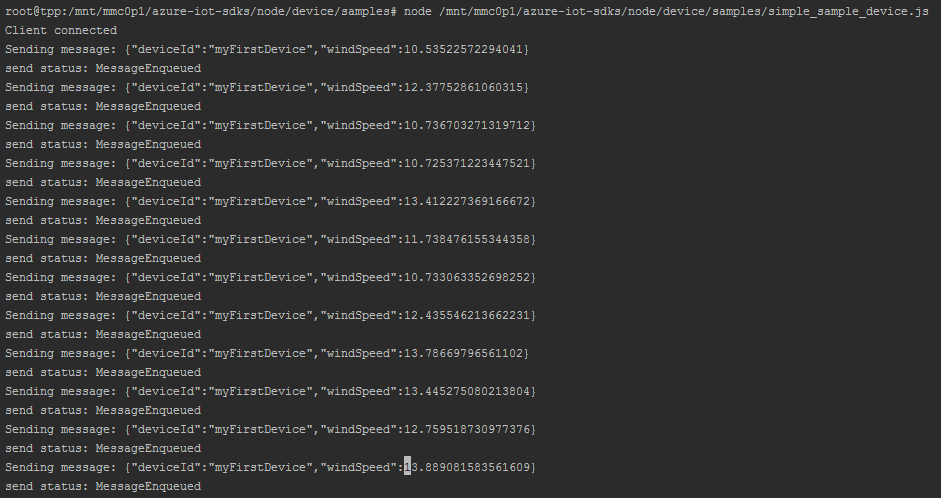 root@tpp:/mnt/mmc0p1/azure-iot-sdks/node/device/samples# node /mnt/mmc0p1/azure-iot-sdks/node/device/samples/simple_sample_device.js
Client connected
Sending message: {"deviceId":"myFirstDevice","windSpeed":10.53522572294041}
send status: MessageEnqueued
Sending message: {"deviceId":"myFirstDevice","windSpeed":12.37752861060315}
send status: MessageEnqueued
Sending message: {"deviceId":"myFirstDevice","windSpeed":10.736703271319712}
send status: MessageEnqueued
Sending message: {"deviceId":"myFirstDevice","windSpeed":10.725371223447521}
send status: MessageEnqueued
Sending message: {"deviceId":"myFirstDevice","windSpeed":13.412227369166672}
send status: MessageEnqueued
Sending message: {"deviceId":"myFirstDevice","windSpeed":11.738476155344358}
send status: MessageEnqueued
Sending message: {"deviceId":"myFirstDevice","windSpeed":10.733063352698252}
send status: MessageEnqueued
Sending message: {"deviceId":"myFirstDevice","windSpeed":12.435546213662231}
send status: MessageEnqueued
Sending message: {"deviceId":"myFirstDevice","windSpeed":13.78669796561102}
send status: MessageEnqueued
Sending message: {"deviceId":"myFirstDevice","windSpeed":13.445275080213804}
send status: MessageEnqueued
Sending message: {"deviceId":"myFirstDevice","windSpeed":12.759518730977376}
send status: MessageEnqueued
Sending message: {"deviceId":"myFirstDevice","windSpeed":13.889081583561609}
send status: MessageEnqueued